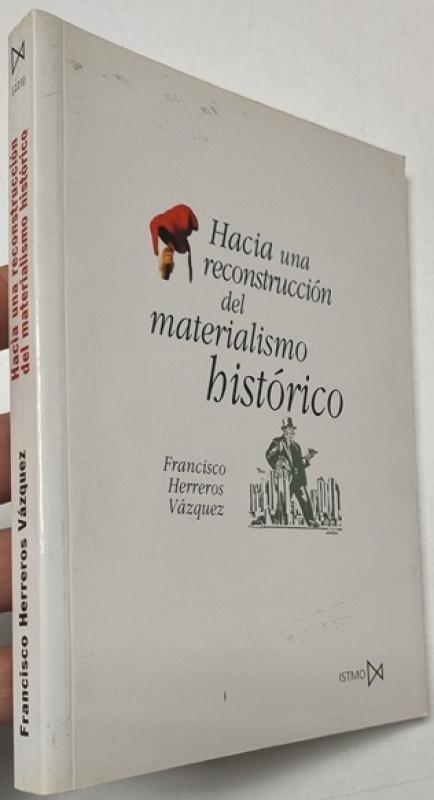 Hacia una
reconstrucción
del
materialismo
histórico
Francisco
Herreros
Vázquez
ISTMO
Hacia una reconstrucción
del materialismo histórico
Francisco Herreros Vázquez